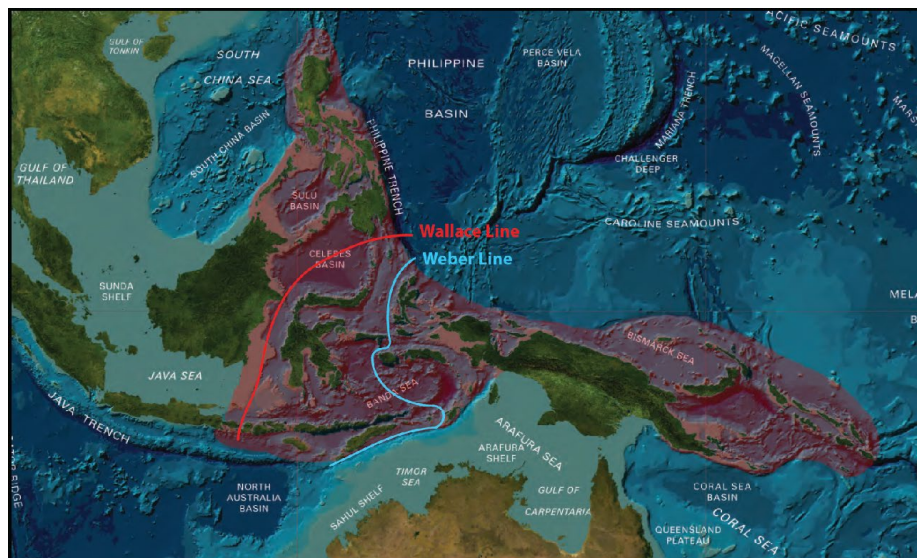 PACIFIC SEAMOUNTS
GULF OF
TONKIN
SOUTH
CHINA SEA
PHILIPPINE
BASIN
PERCE VELA
BASIN
MAGELLAN SEAMOUNTS
MARIANA TRENCH
SOUTH CHINA BASIN
PHILIPPINE TRENCH
CHALLENGER
DEEP
GULF OF
THAILAND
SULU
BASIN
CAROLINE SEAMOUNTS
Wallace Line
CELEBES
BASIN
Weber Line
SUNDA
SHELF
MELA
BISMARCK SEA
JAVA SEA
BANDA SEA
JAVA TRENCH
ARAFURA SEA
ARAFURA
SHELF
TIMOR
SEA
NORTH
AUSTRALIA
BASIN
SAHUL SHELF
GULF OF
CARPENTARIA
CORAL SEA
BASIN
CORAL SEA
QUEENSLAND
PLATEAU
RIDGE